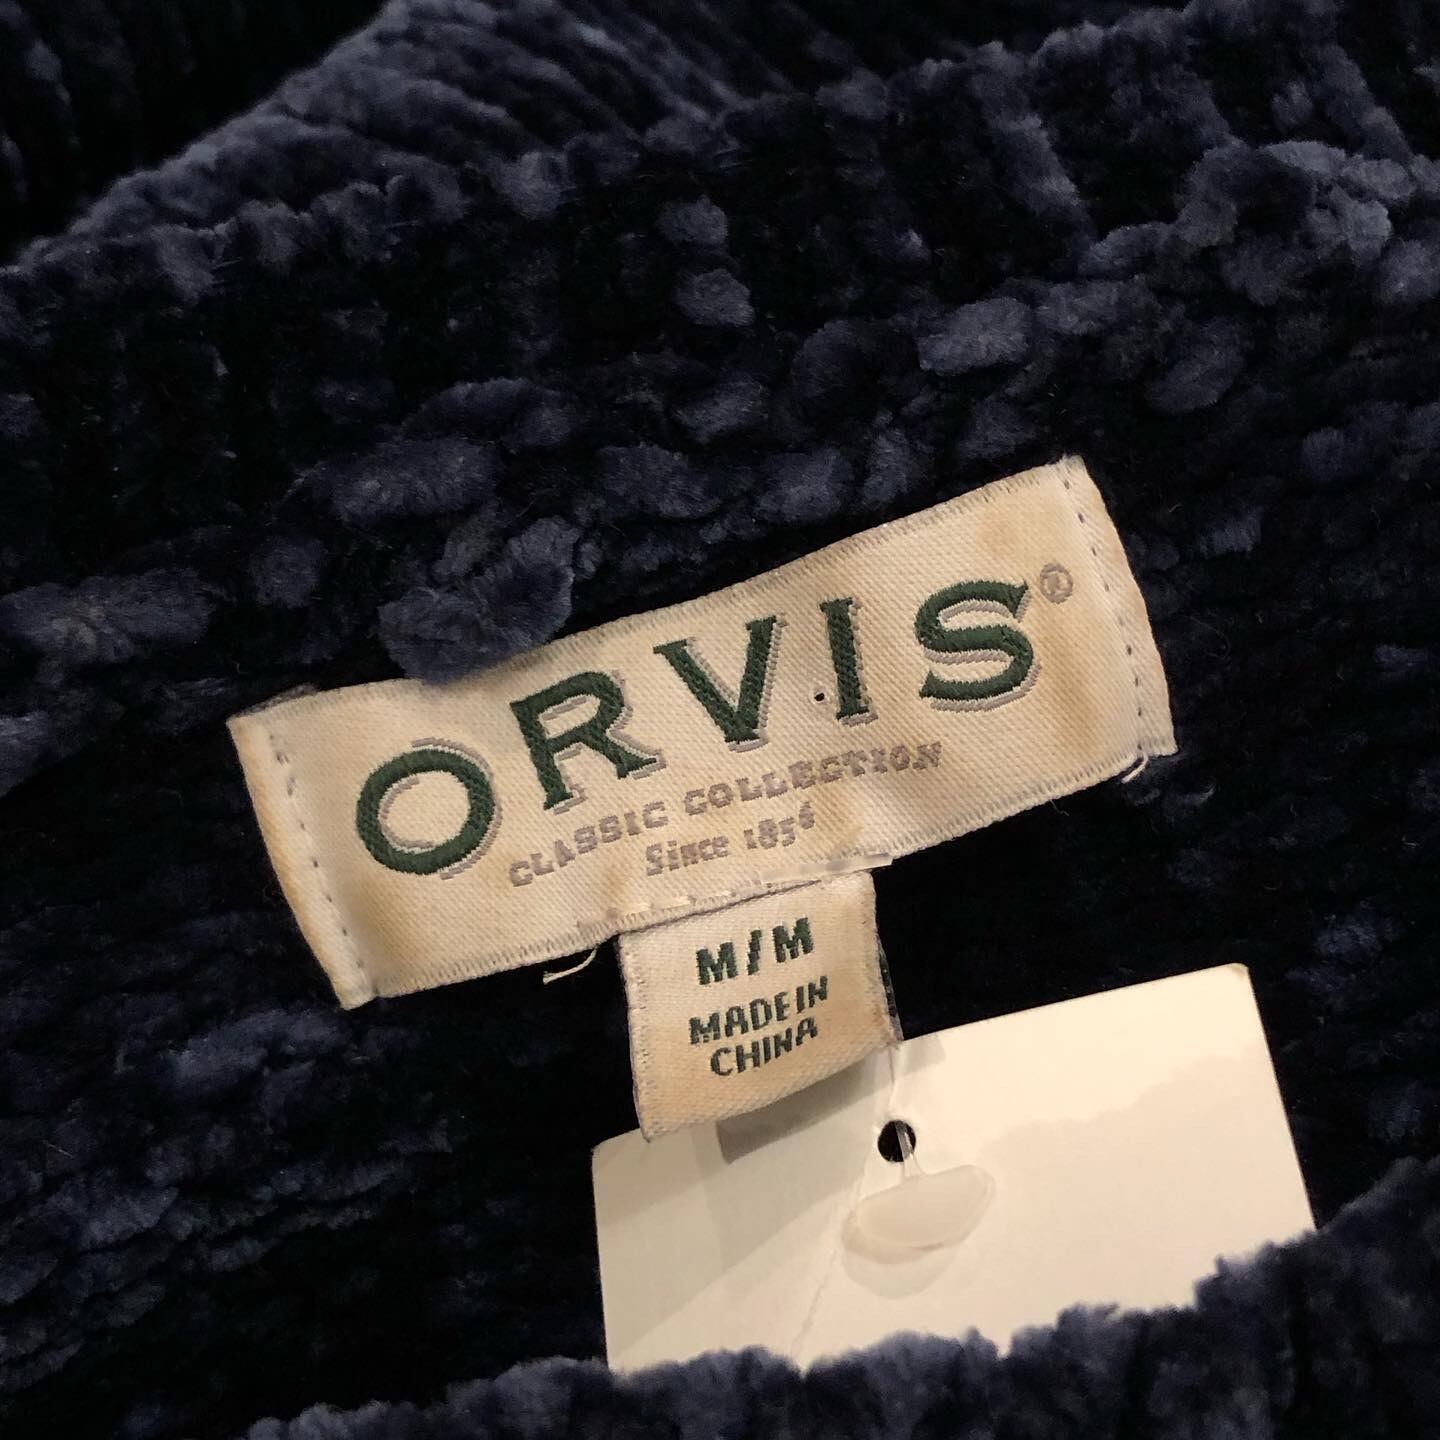 ORVIS®
CLASSIC COLLECTION
Since 1856
M/M
MADE IN
CHINA